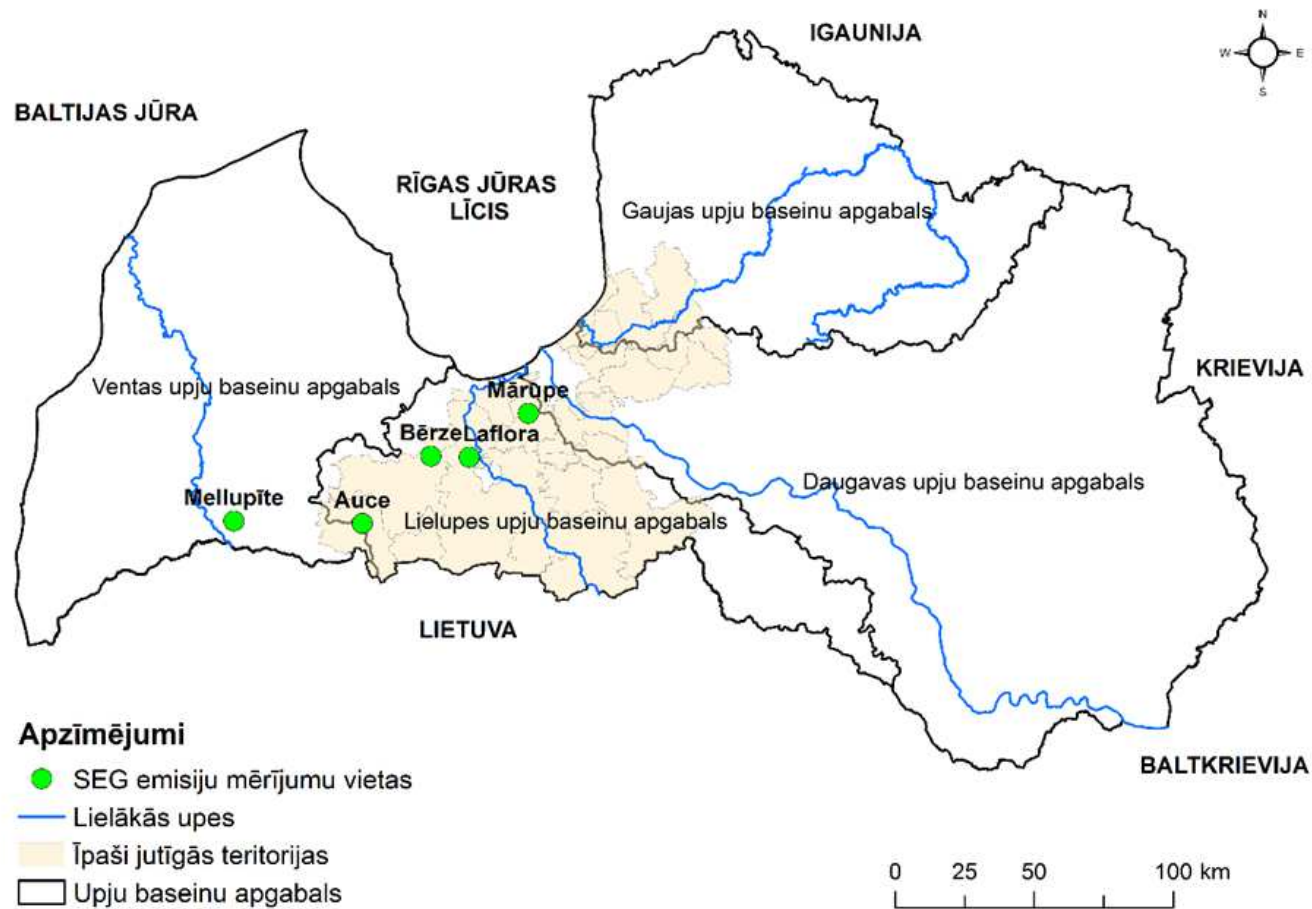 IGAUNIJA
N
W
E
S
BALTIJAS JŪRA
RĪGAS JŪRAS
LĪCIS
Gaujas upju baseinu apgabals
KRIEVIJA
Ventas upju baseinu apgabals
Mārupe
Bērze
Laflora
Daugavas upju baseinu apgabals
Mellupīte
Auce
Lielupes upju baseinu apgabals
LIETUVA
BALTKRIEVIJA
Apzīmējumi
SEG emisiju mērījumu vietas
Lielākās upes
Īpaši jutīgās teritorijas
Upju baseinu apgabals
0 25 50 100 km